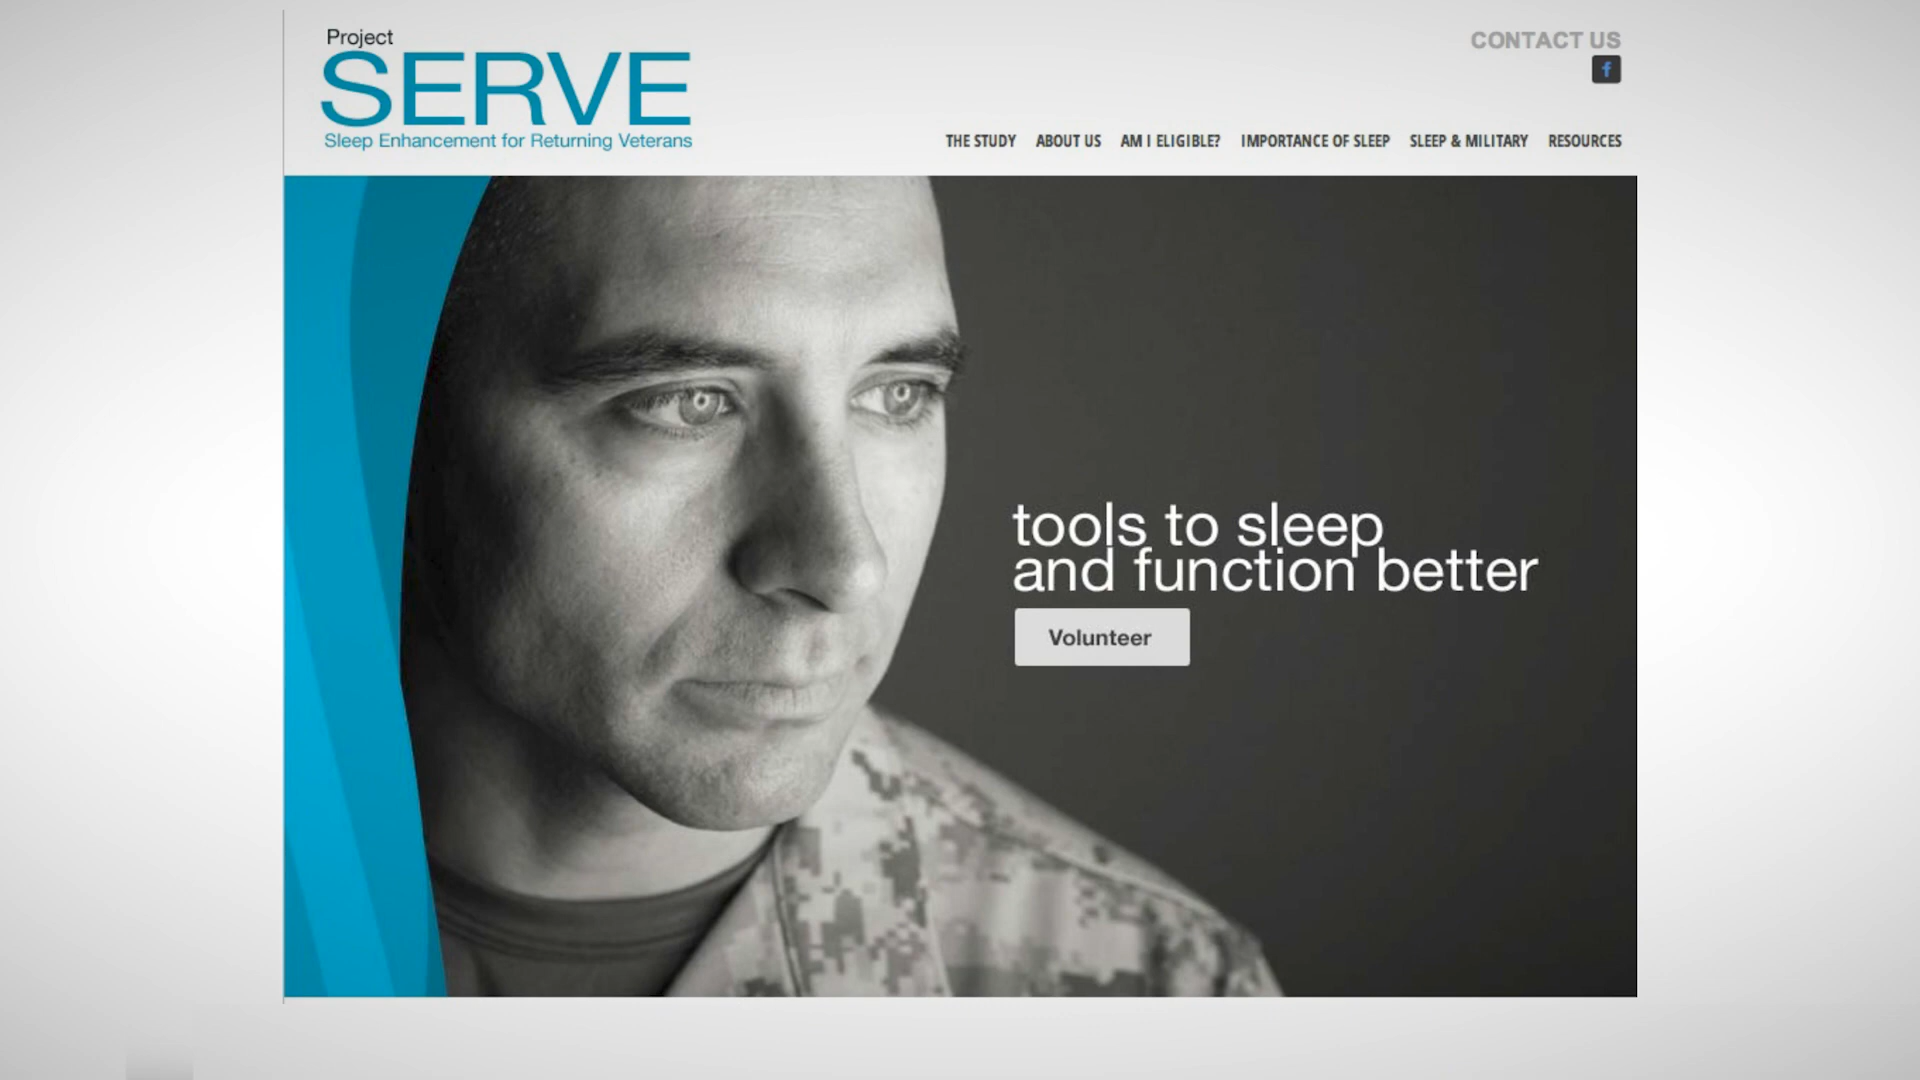 Project
SERVE
Sleep Enhancement for Returning Veterans
CONTACT US
f
THE STUDY ABOUT US AM I ELIGIBLE? IMPORTANCE OF SLEEP SLEEP & MILITARY RESOURCES
tools to sleep
and function better
Volunteer